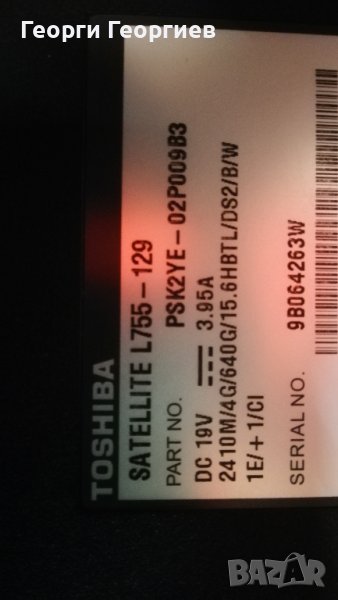 Георги Георгиев
TOSHIBA
SATELLITE L755-129
PART NO. PSK2YE-02P009B3
DC 19V 3.95A
2410M/4G/640G/15.6HBTL/DS2/B/W
1E/+1/CI
SERIAL NO. 9B064263W
BAZAR